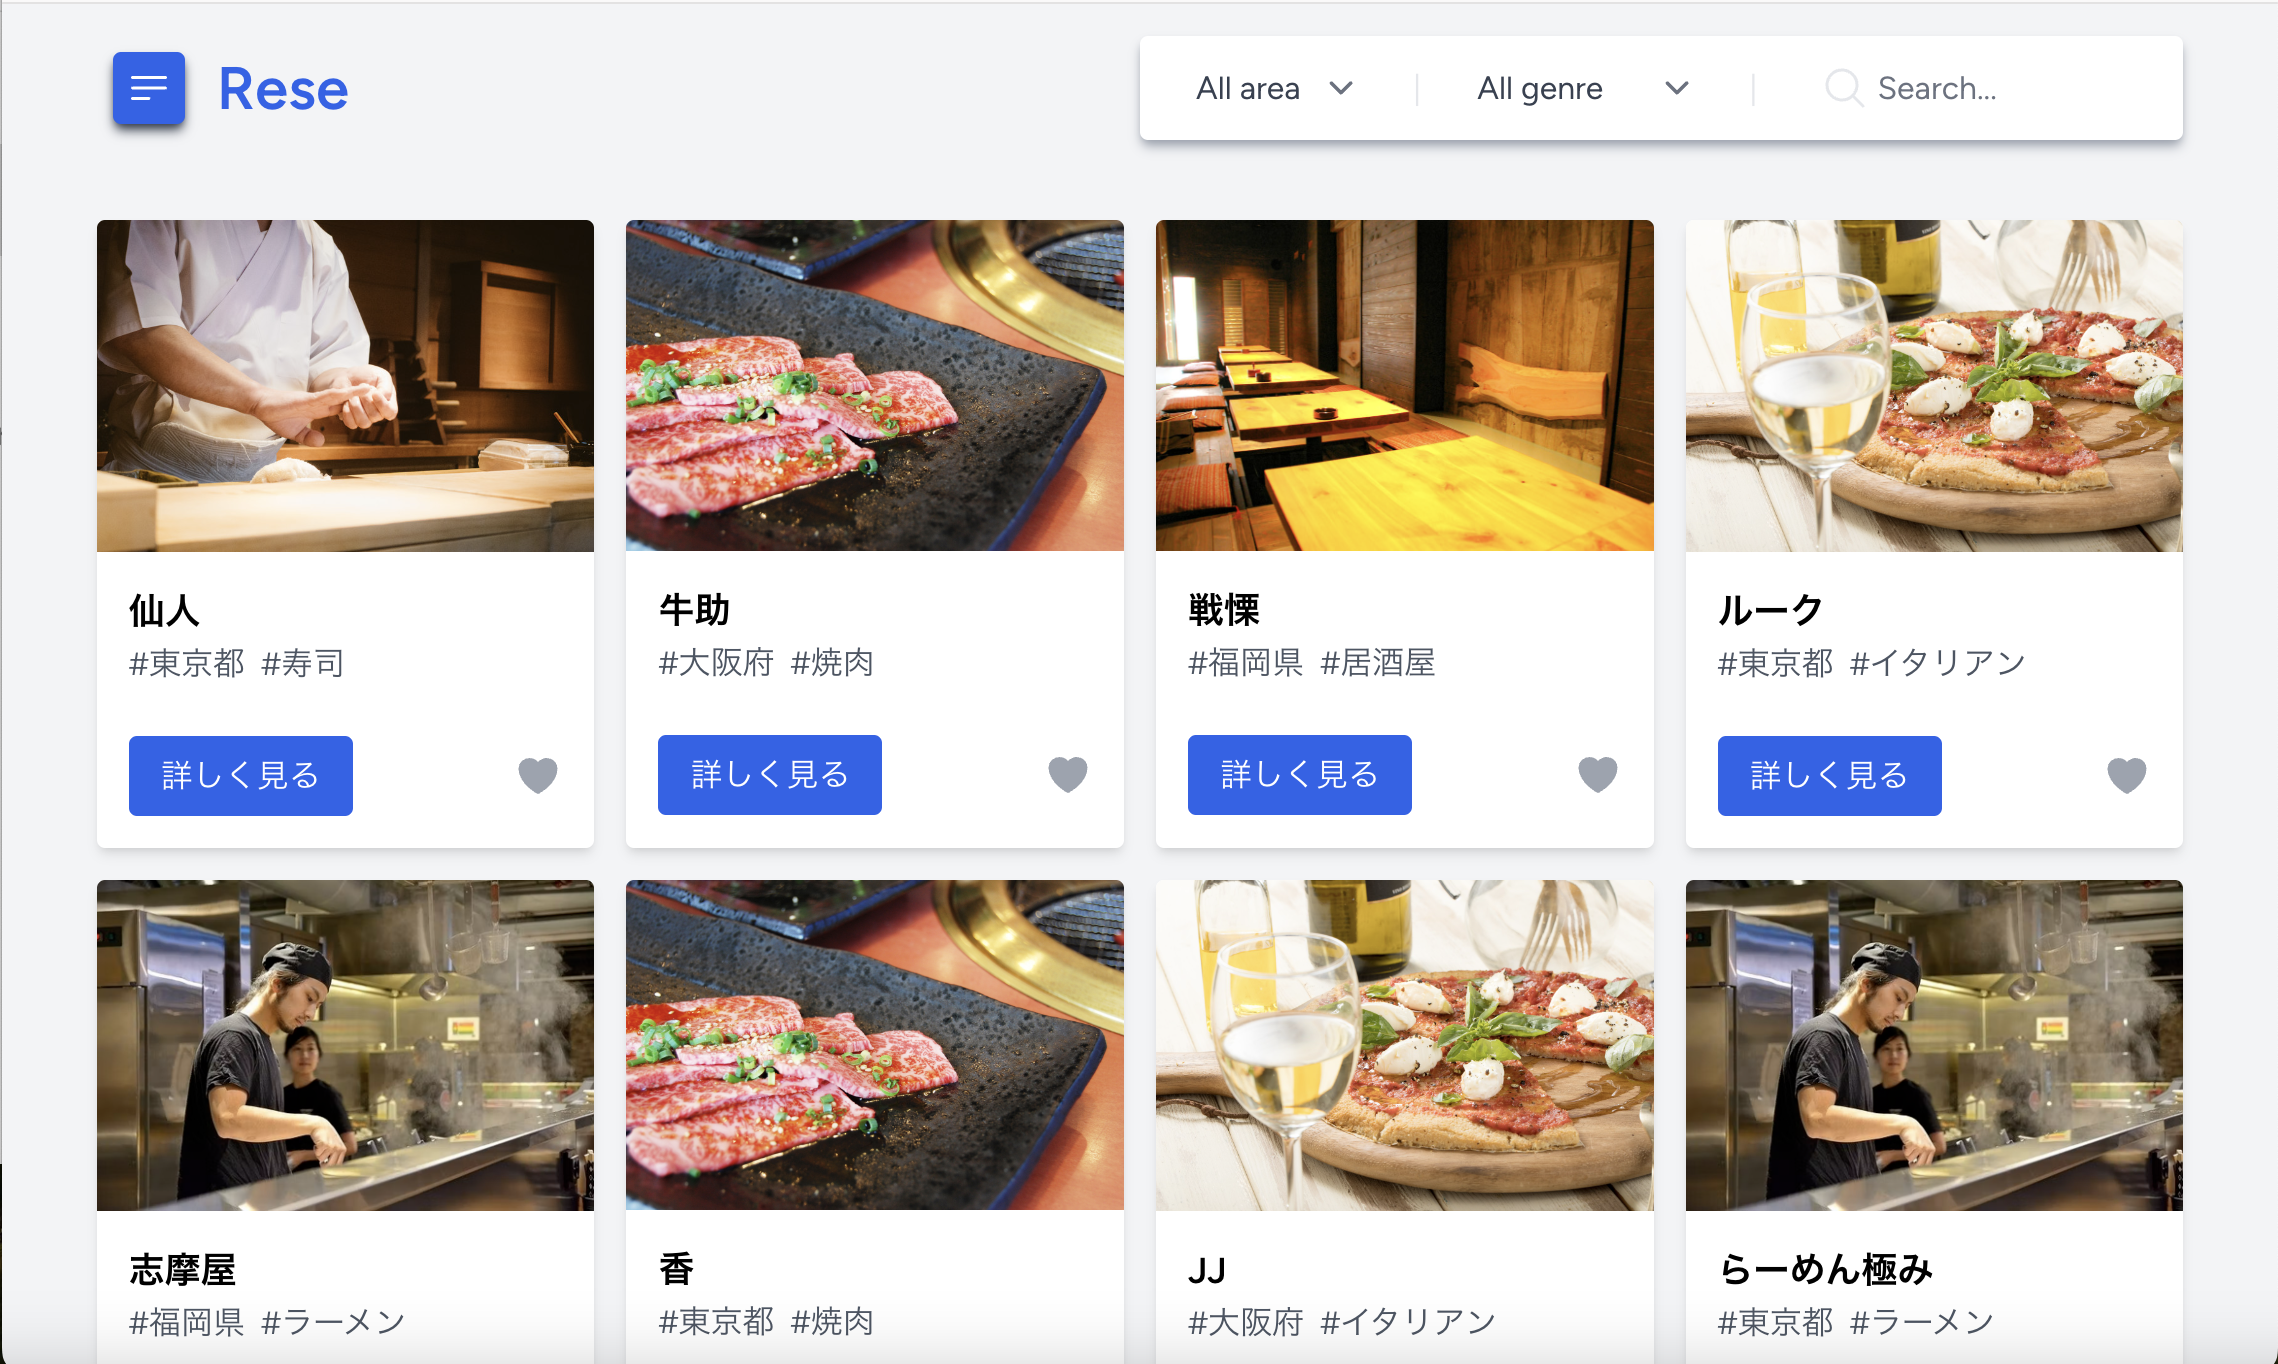 Rese
All area
All genre
Search...
仙人
#東京都 #寿司
詳しく見る
牛助
#大阪府 #焼肉
詳しく見る
戦慄
#福岡県 #居酒屋
詳しく見る
ルーク
#東京都 #イタリアン
詳しく見る
志摩屋
#福岡県 #ラーメン
香
#東京都 #焼肉
JJ
#大阪府 #イタリアン
らーめん極み
#東京都 #ラーメン